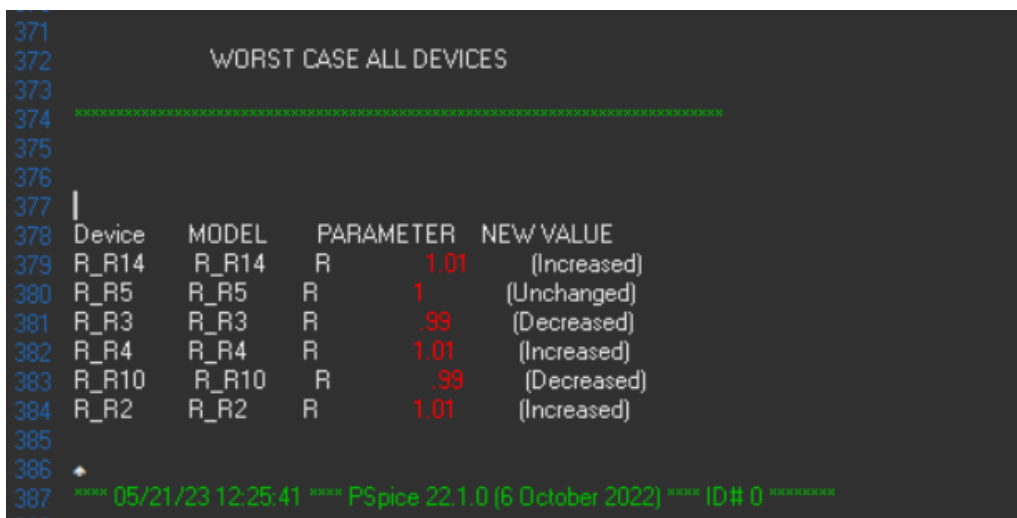 371
372 WORST CASE ALL DEVICES
373
374 ******************************************************************************
375
376
377
378 Device MODEL PARAMETER NEW VALUE
379 R_R14 R_R14 R 1.01 (Increased)
380 R_R5 R_R5 R 1 (Unchanged)
381 R_R3 R_R3 R .99 (Decreased)
382 R_R4 R_R4 R 1.01 (Increased)
383 R_R10 R_R10 R .99 (Decreased)
384 R_R2 R_R2 R 1.01 (Increased)
385
386
387 **** 05/21/23 12:25:41 **** PSpice 22.1.0 (6 October 2022) **** ID# 0 ********